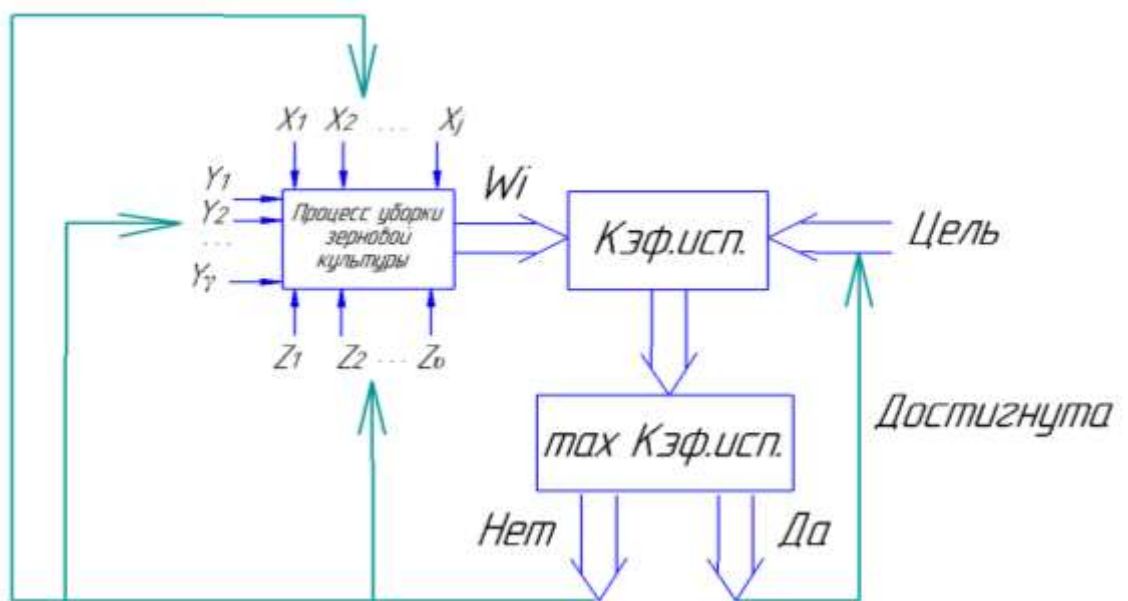 X1 X2 ... Xj
Y1
Y2
...
Yγ
Процесс уборки
зерновой
культуры
Wi
Кэф.исп.
Цель
Z1 Z2 ... Zю
max Кэф.исп.
Достигнута
Нет
Да